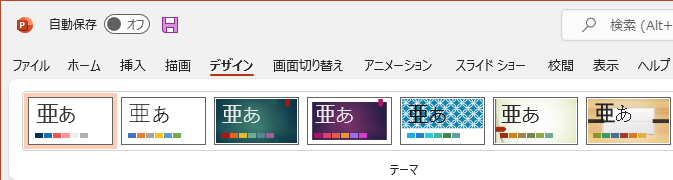 自動保存 オフ 検索 (Alt+
ファイル ホーム 挿入 描画 デザイン 画面切り替え アニメーション スライド ショー 校閲 表示 ヘルプ
亜あ 亜あ 亜あ 亜あ 亜あ 亜あ 亜あ
テーマ